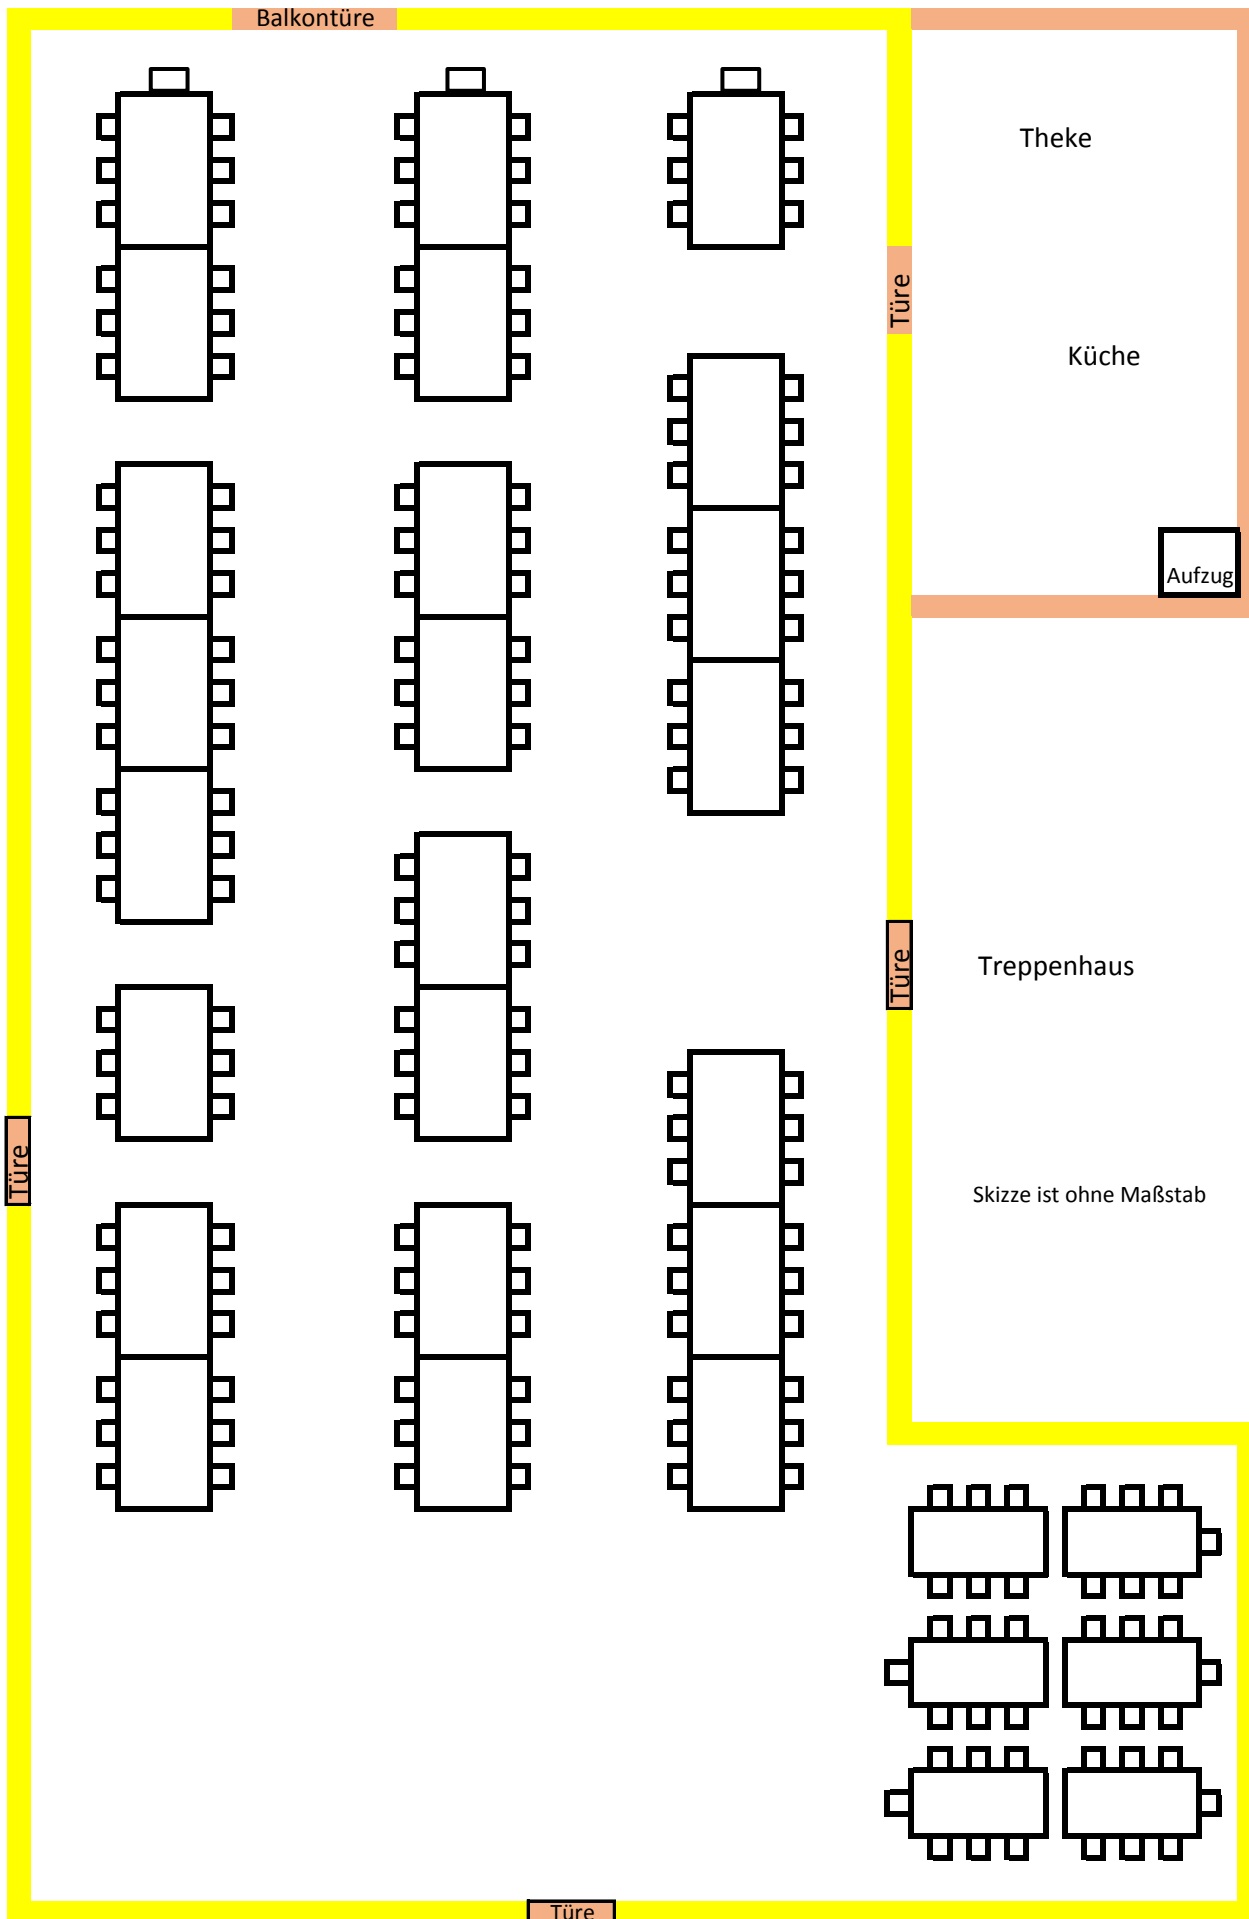 Balkontüre
Theke
Türe
Küche
Aufzug
Türe
Treppenhaus
Türe
Skizze ist ohne Maßstab
Türe